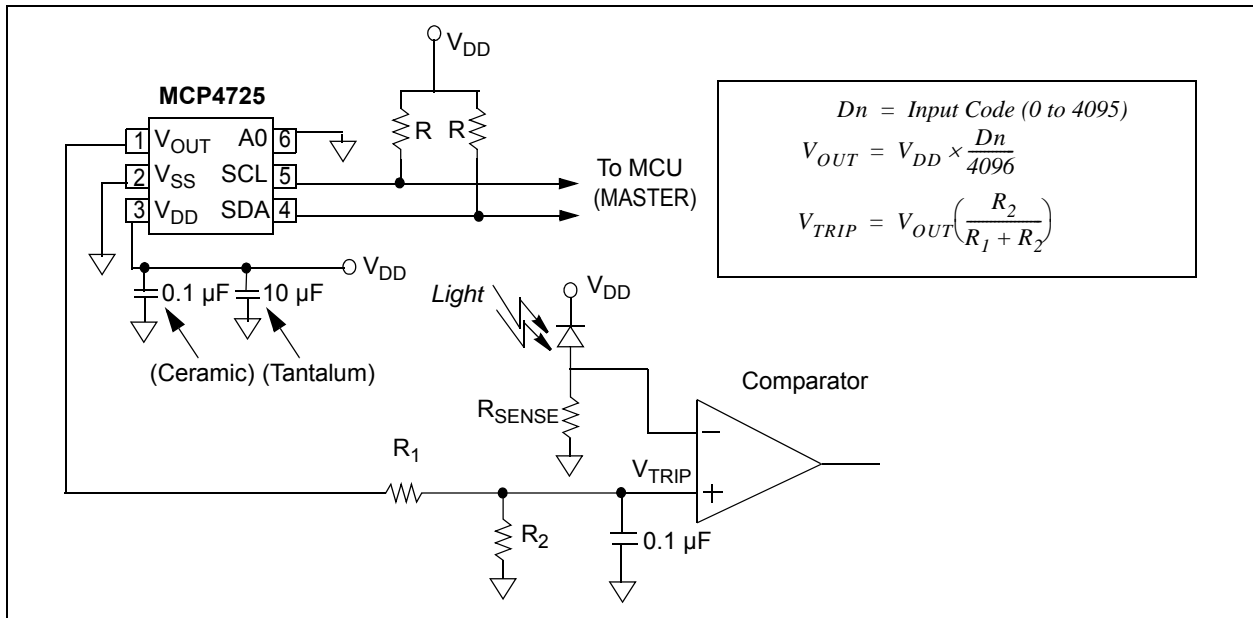 V_DD
MCP4725
1 V_OUT A0 6
2 V_SS SCL 5
3 V_DD SDA 4
R R
To MCU
(MASTER)
Dn = Input Code (0 to 4095)
V_OUT = V_DD × Dn/4096
V_TRIP = V_OUT(R_2/(R_1 + R_2))
V_DD
0.1 µF 10 µF
(Ceramic) (Tantalum)
Light
V_DD
Comparator
R_SENSE
−
R_1
V_TRIP
+
R_2
0.1 µF